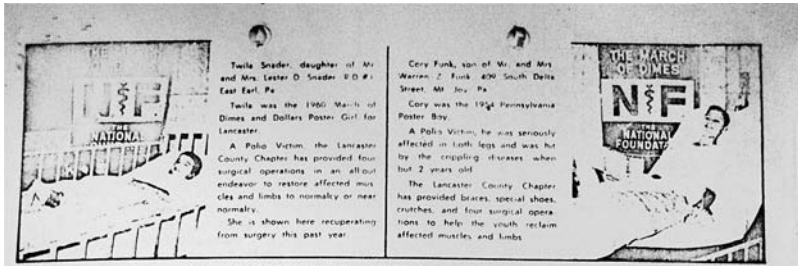 THE
NF
THE
NATIONAL
Twila Snader, daughter of Mr.
and Mrs. Lester D. Snader R D #1
East Earl, Pa
Twila was the 1960 March of
Dimes and Dollars Poster Girl for
Lancaster.
A Polio Victim, the Lancaster
County Chapter has provided four
surgical operations in an all out
endeavor to restore affected mus
cles and limbs to normalcy or near
normalcy.
She is shown here recuperating
from surgery this past year
Cory Funk, son of Mr. and Mrs.
Warren Z Funk 409 South Delta
Street, Mt Joy Pa
Cory was the 1954 Pennsylvania
Poster Boy.
A Polio Victim, he was seriously
affected in both legs and was hit
by the crippling diseases when
but 2 years old
The Lancaster County Chapter
has provided braces, special shoes,
crutches, and four surgical opera-
tions to help the youth reclaim
affected muscles and limbs
THE MARCH
OF DIMES
NF
THE
NATIONAL
FOUNDAT